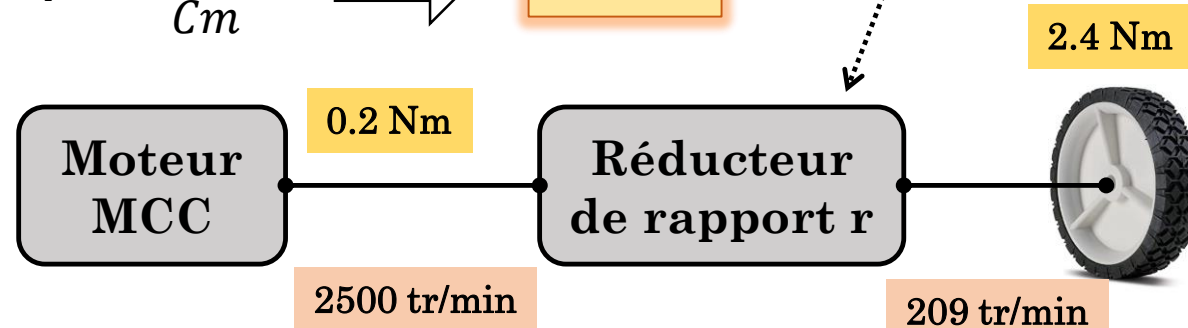 Cm
2.4 Nm
0.2 Nm
Moteur
MCC
Réducteur
de rapport r
2500 tr/min
209 tr/min